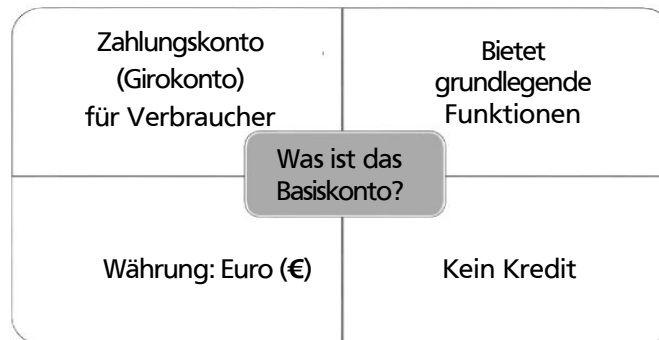 Zahlungskonto
(Girokonto)
für Verbraucher
Bietet
grundlegende
Funktionen
Was ist das
Basiskonto?
Währung: Euro (€)
Kein Kredit